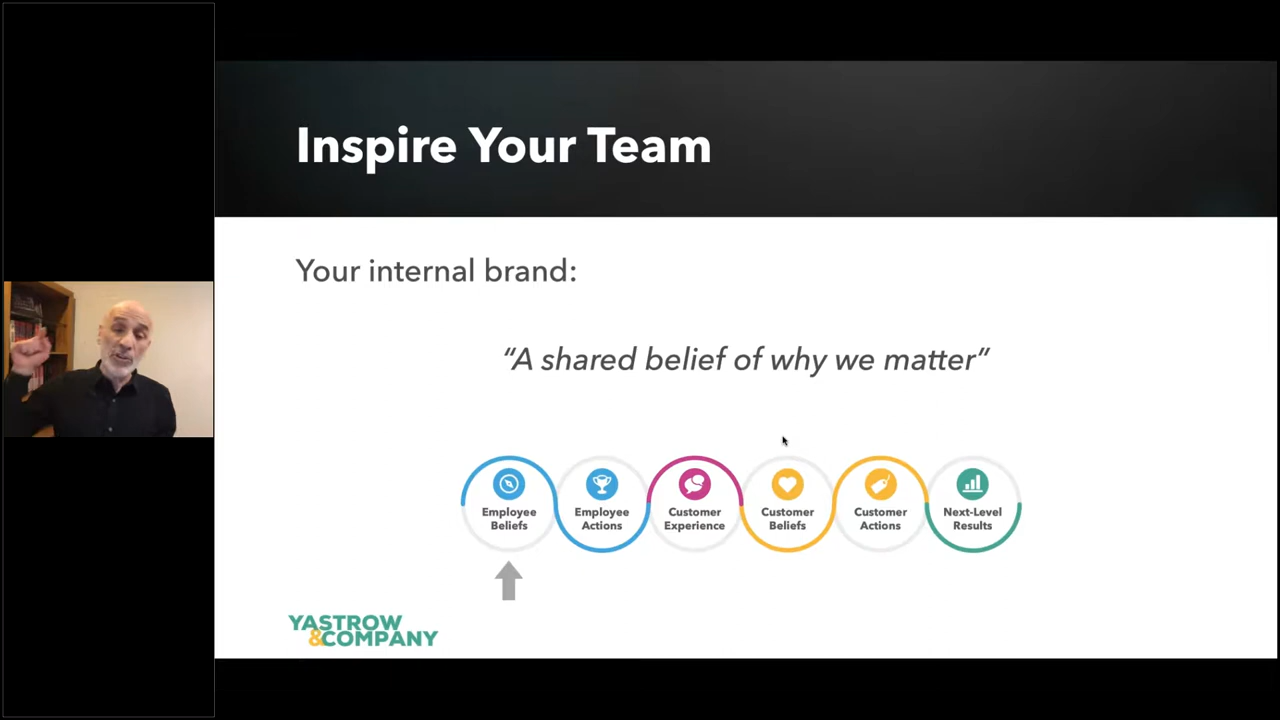 Inspire Your Team
Your internal brand:
“A shared belief of why we matter”
Employee
Beliefs
Employee
Actions
Customer
Experience
Customer
Beliefs
Customer
Actions
Next-Level
Results
YASTROW
&COMPANY